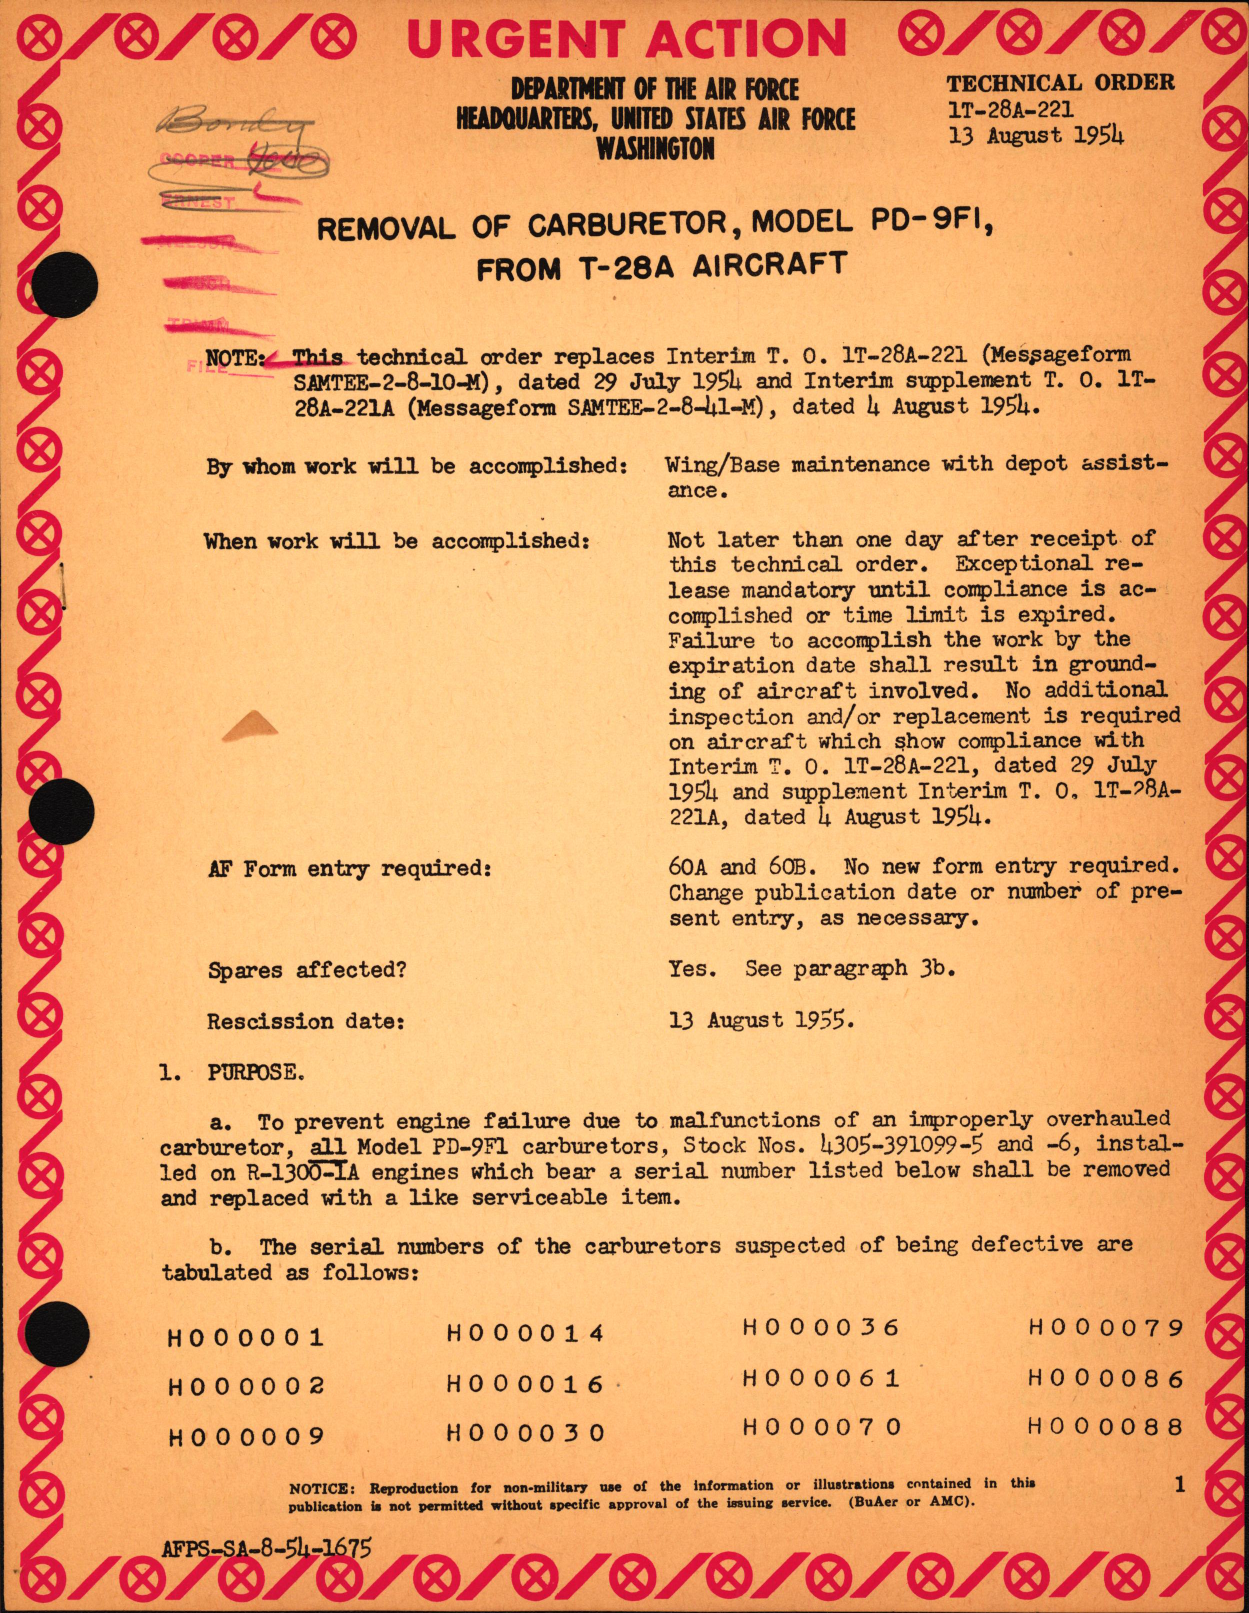 URGENT ACTION
DEPARTMENT OF THE AIR FORCE
HEADQUARTERS, UNITED STATES AIR FORCE
WASHINGTON
TECHNICAL ORDER
1T-28A-221
13 August 1954
COOPER
ERNEST
FILE
REMOVAL OF CARBURETOR, MODEL PD-9F1,
FROM T-28A AIRCRAFT
NOTE: This technical order replaces Interim T. O. 1T-28A-221 (Messageform
SAMTEE-2-8-10-M), dated 29 July 1954 and Interim supplement T. O. 1T-
28A-221A (Messageform SAMTEE-2-8-41-M), dated 4 August 1954.
By whom work will be accomplished: Wing/Base maintenance with depot assist-
ance.
When work will be accomplished: Not later than one day after receipt of
this technical order. Exceptional re-
lease mandatory until compliance is ac-
complished or time limit is expired.
Failure to accomplish the work by the
expiration date shall result in ground-
ing of aircraft involved. No additional
inspection and/or replacement is required
on aircraft which show compliance with
Interim T. O. 1T-28A-221, dated 29 July
1954 and supplement Interim T. O. 1T-28A-
221A, dated 4 August 1954.
AF Form entry required: 60A and 60B. No new form entry required.
Change publication date or number of pre-
sent entry, as necessary.
Spares affected? Yes. See paragraph 3b.
Rescission date: 13 August 1955.
1. PURPOSE.
a. To prevent engine failure due to malfunctions of an improperly overhauled
carburetor, all Model PD-9F1 carburetors, Stock Nos. 4305-391099-5 and -6, instal-
led on R-1300-1A engines which bear a serial number listed below shall be removed
and replaced with a like serviceable item.
b. The serial numbers of the carburetors suspected of being defective are
tabulated as follows:
H000001 H000014 H000036 H000079
H000002 H000016 H000061 H000086
H000009 H000030 H000070 H000088
NOTICE: Reproduction for non-military use of the information or illustrations contained in this
publication is not permitted without specific approval of the issuing service. (BuAer or AMC).
1
AFPS-SA-8-54-1675